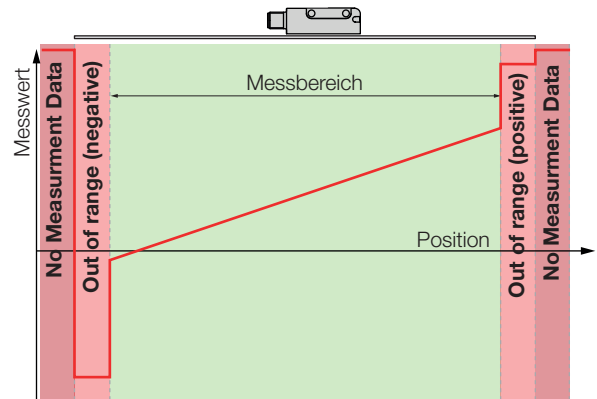 Messwert
No Measurment Data
Out of range (negative)
Messbereich
Position
Out of range (positive)
No Measurment Data